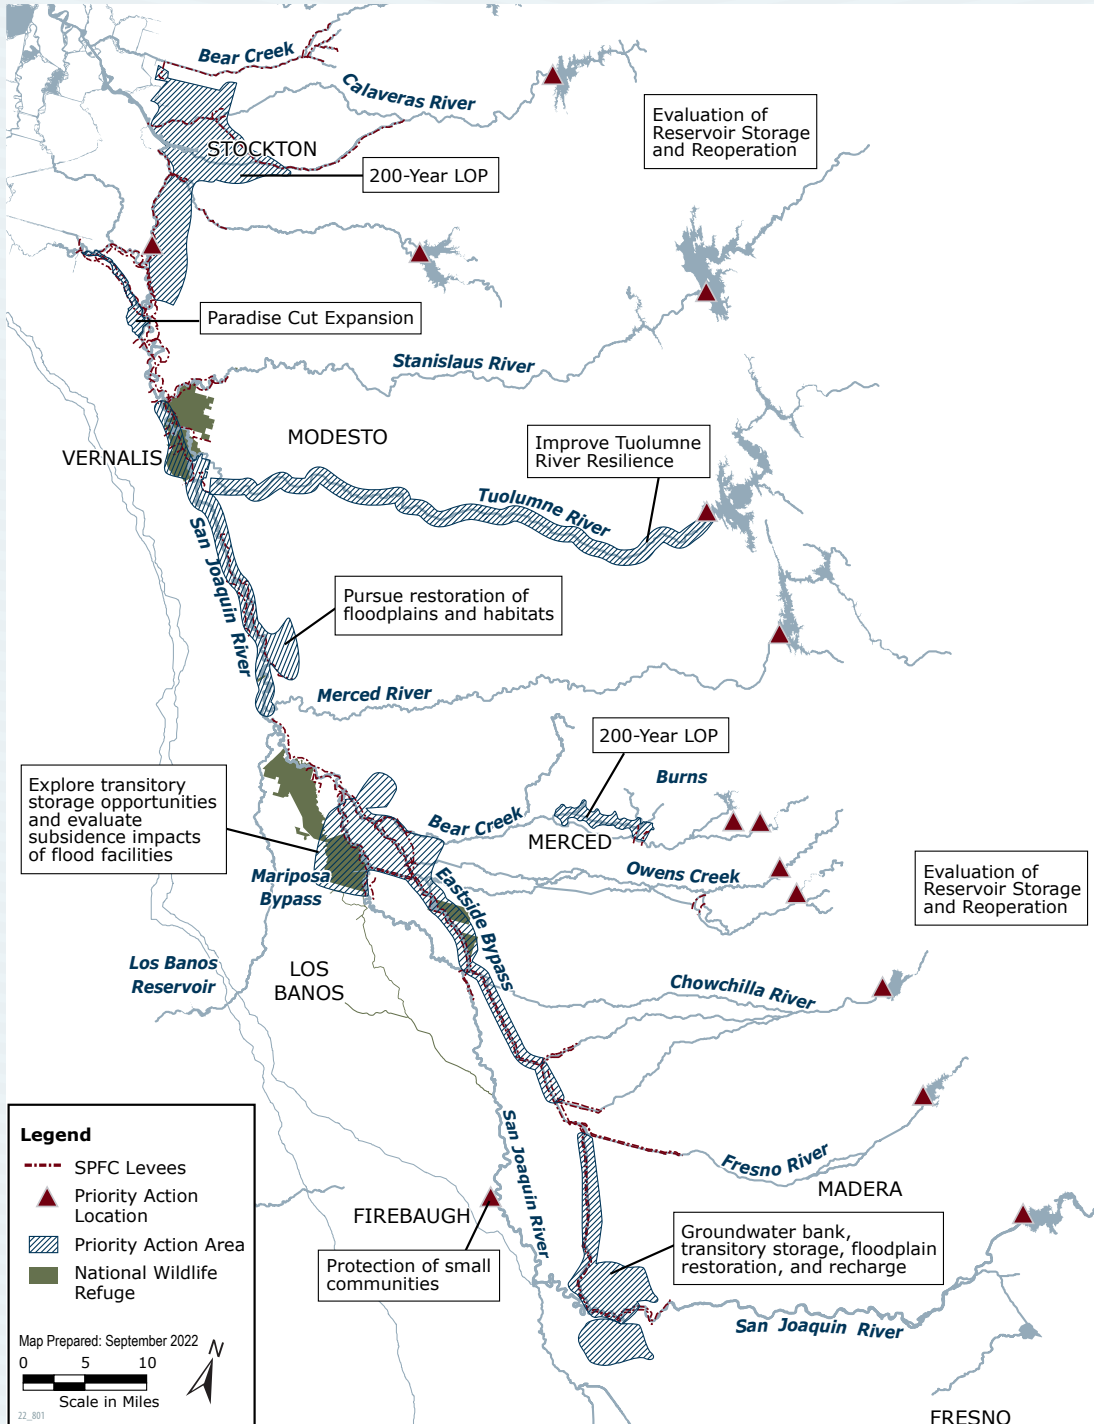 Bear Creek
Calaveras River
Evaluation of
Reservoir Storage
and Reoperation
STOCKTON
200-Year LOP
Paradise Cut Expansion
Stanislaus River
MODESTO
VERNALIS
Improve Tuolumne
River Resilience
Tuolumne River
San Joaquin River
Pursue restoration of
floodplains and habitats
Merced River
200-Year LOP
Burns
Explore transitory
storage opportunities
and evaluate
subsidence impacts
of flood facilities
Bear Creek
MERCED
Owens Creek
Mariposa
Bypass
Eastside Bypass
Evaluation of
Reservoir Storage
and Reoperation
Los Banos
Reservoir
LOS
BANOS
Chowchilla River
San Joaquin River
Fresno River
MADERA
FIREBAUGH
Protection of small
communities
Groundwater bank,
transitory storage, floodplain
restoration, and recharge
San Joaquin River
FRESNO
Legend
SPFC Levees
Priority Action
Location
Priority Action Area
National Wildlife
Refuge
Map Prepared: September 2022
N
0 5 10
Scale in Miles
22_801